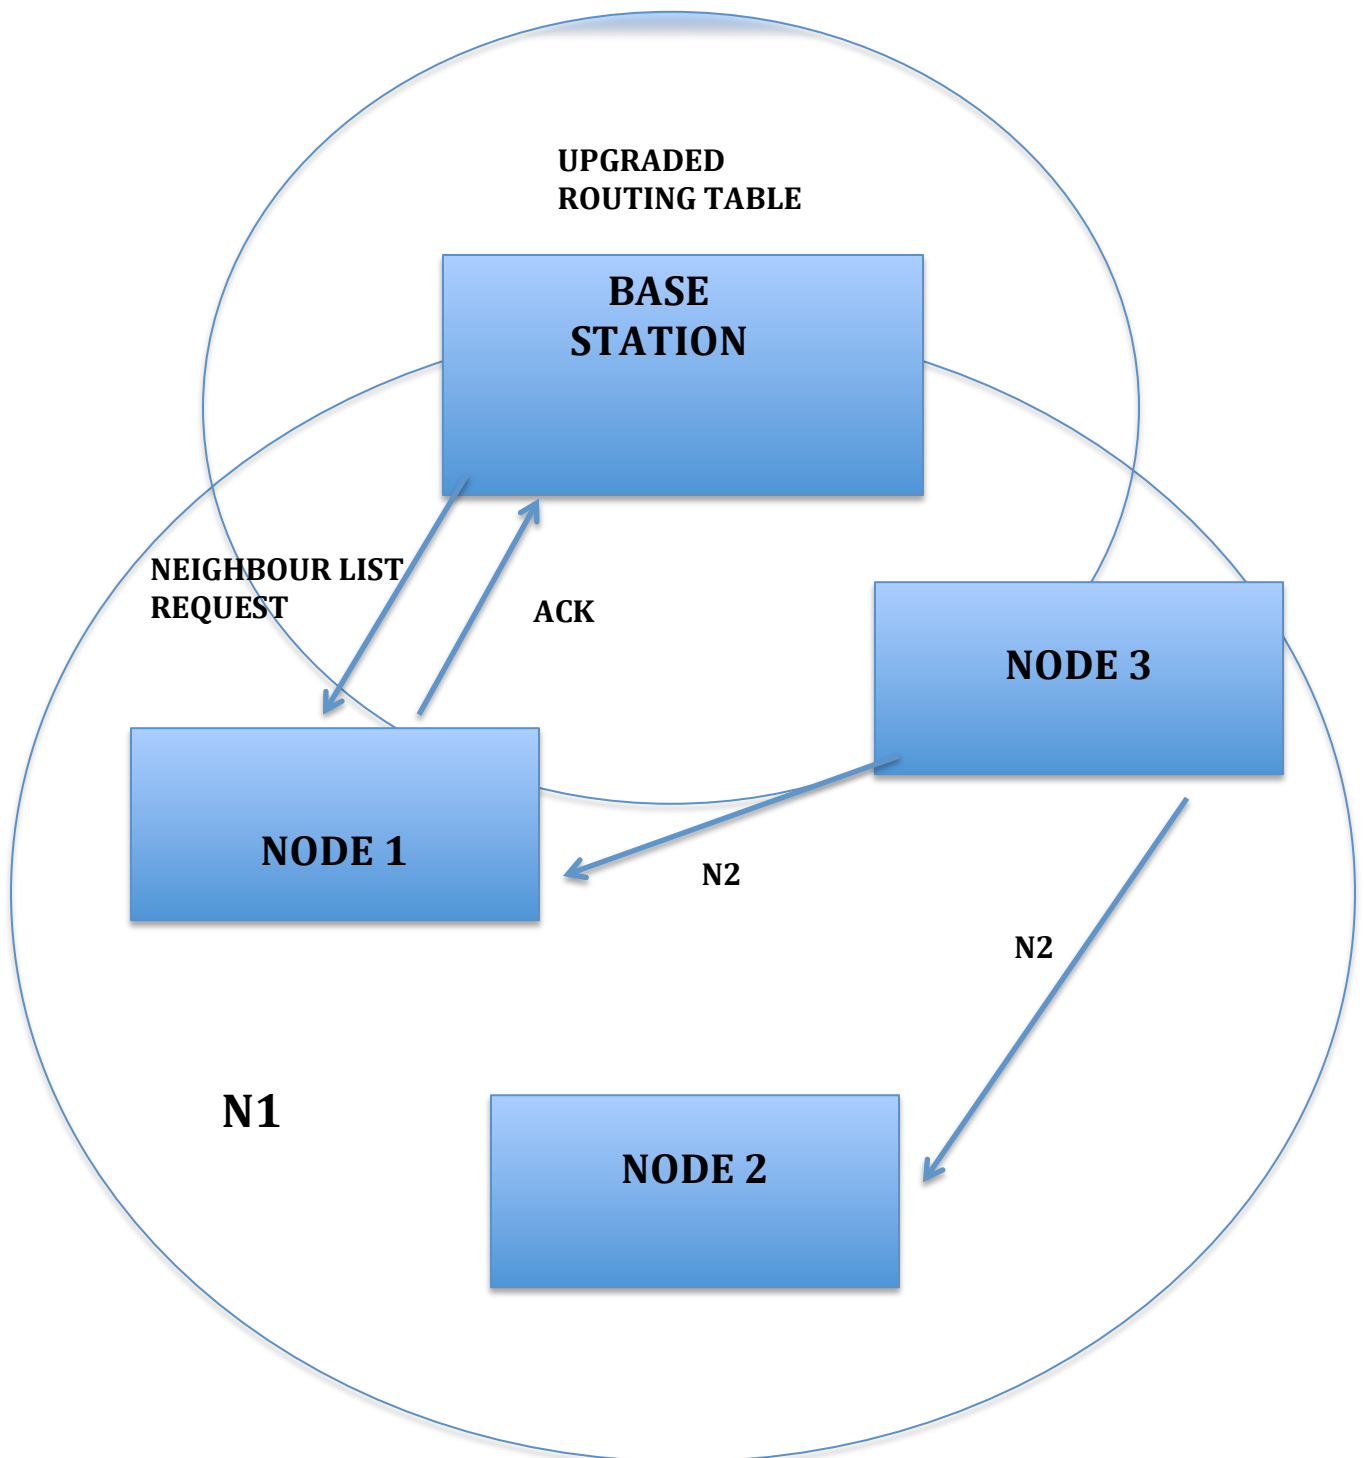 UPGRADED
ROUTING TABLE
BASE
STATION
NEIGHBOUR LIST
REQUEST
ACK
NODE 3
NODE 1
N2
N2
N1
NODE 2